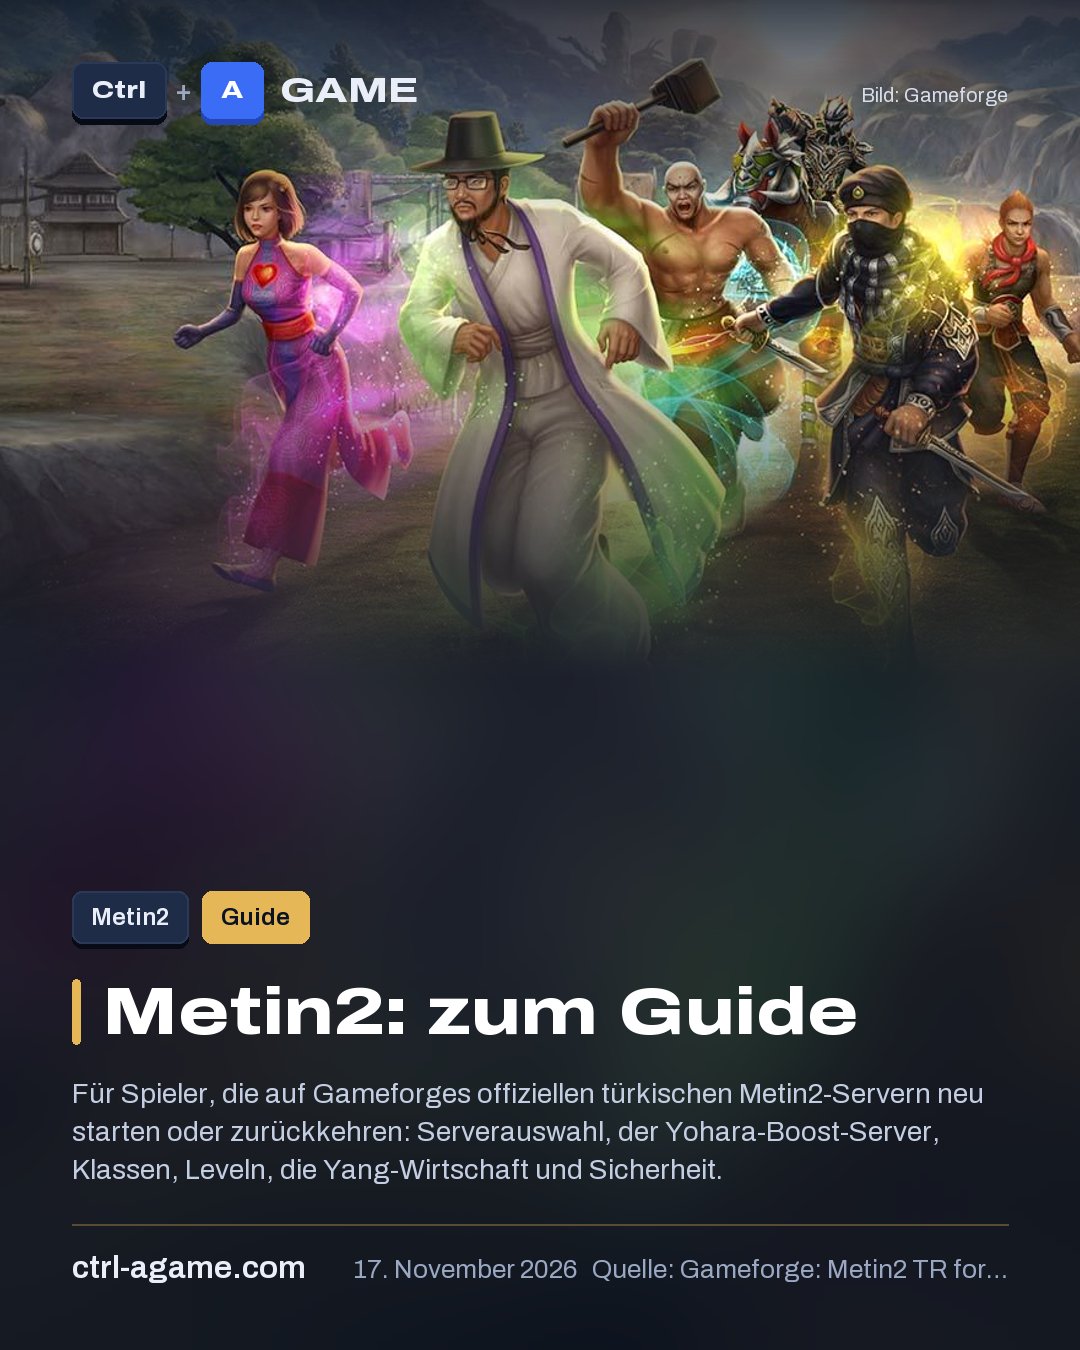 Ctrl + A GAME
Bild: Gameforge
Metin2 Guide
Metin2: zum Guide
Für Spieler, die auf Gameforges offiziellen türkischen Metin2-Servern neu
starten oder zurückkehren: Serverauswahl, der Yohara-Boost-Server,
Klassen, Leveln, die Yang-Wirtschaft und Sicherheit.
ctrl-agame.com 17. November 2026 Quelle: Gameforge: Metin2 TR for…